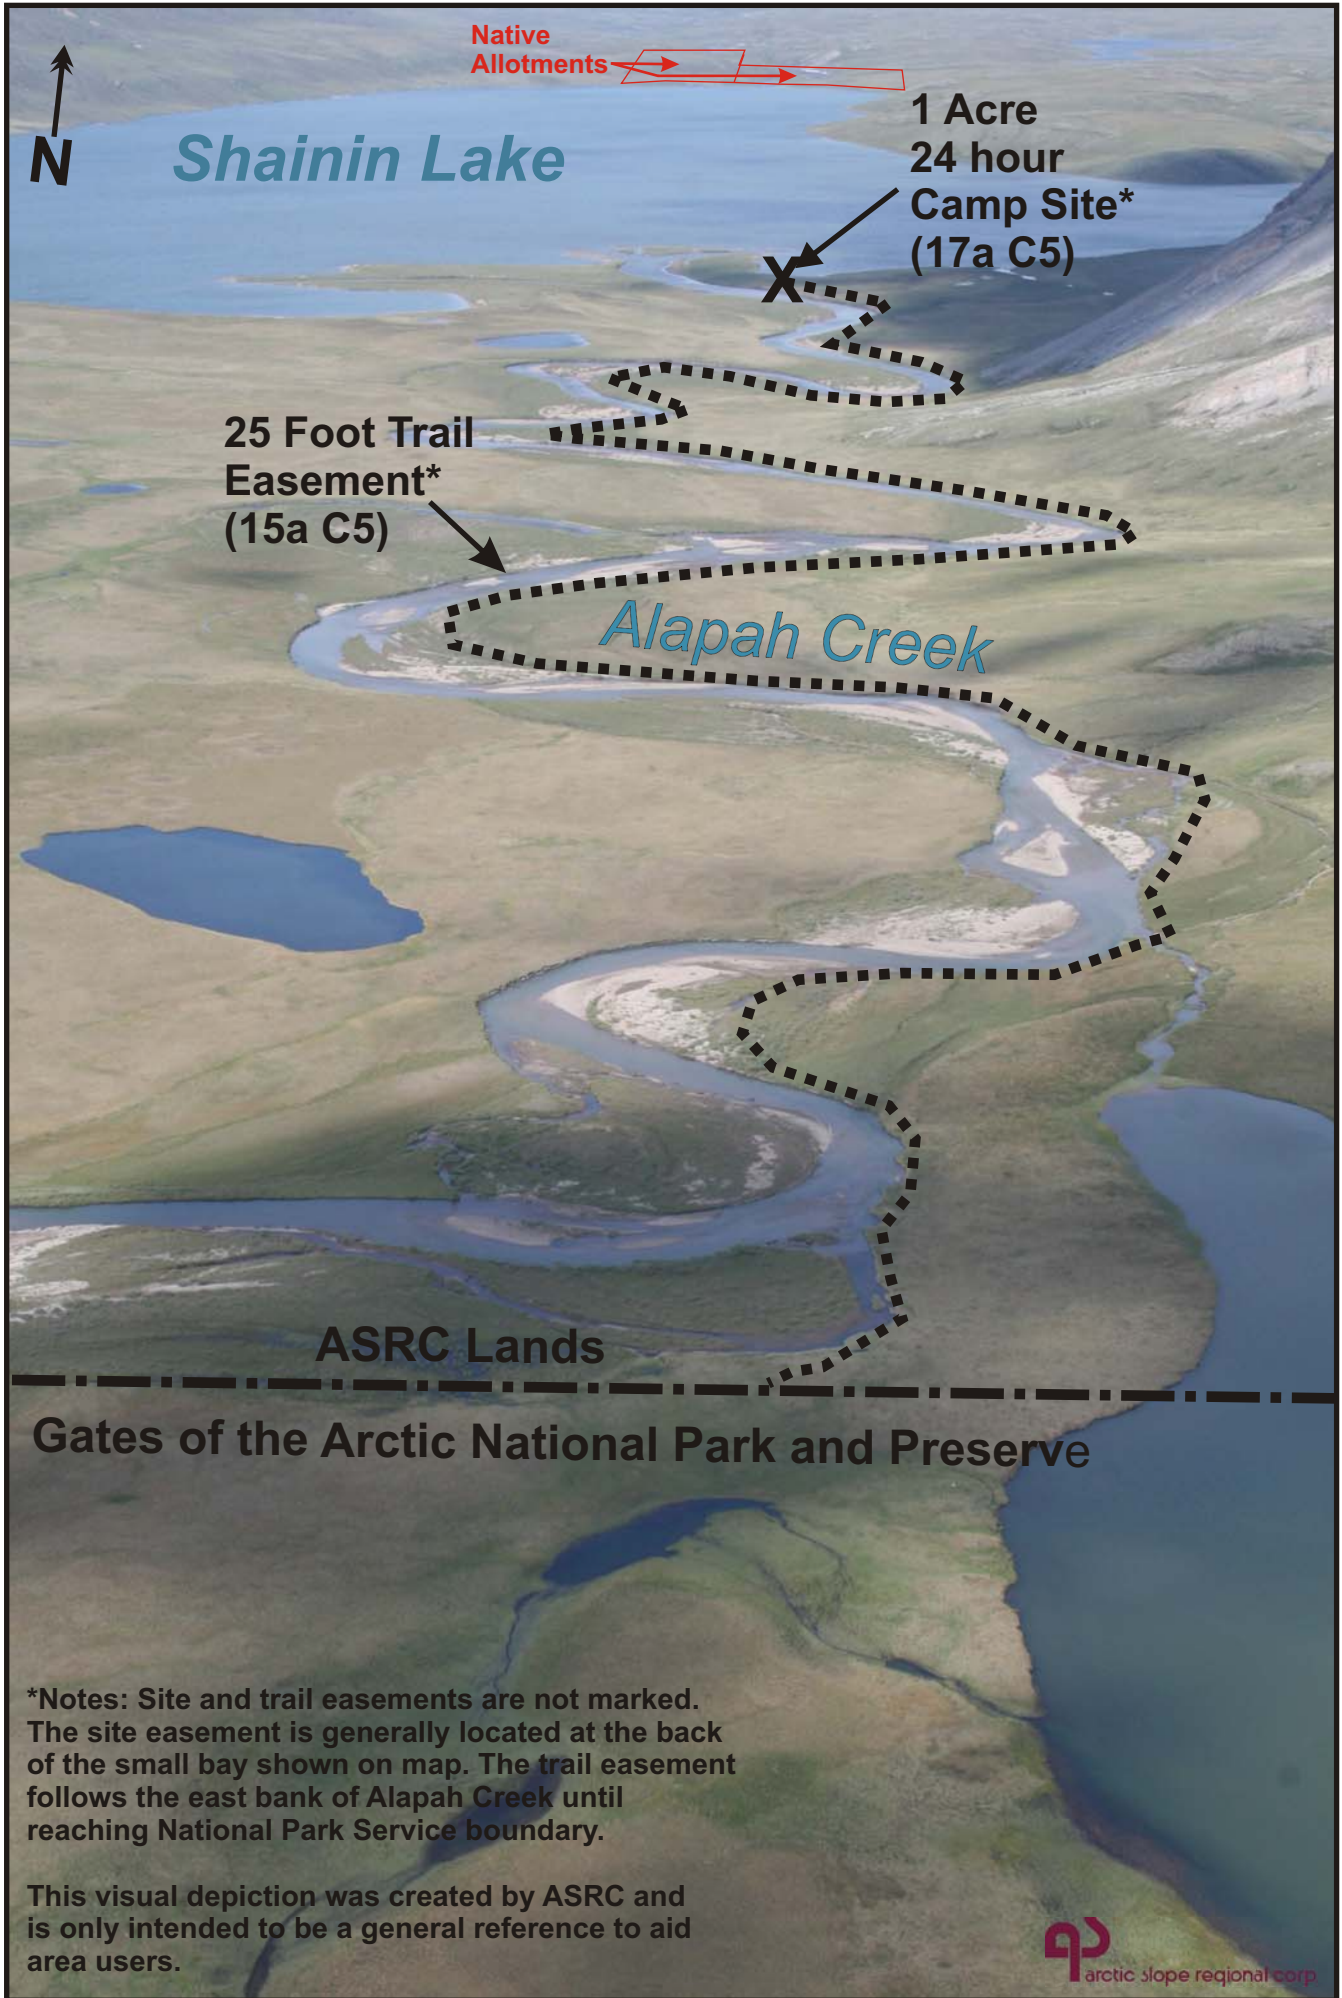 Native
Allotments
N
Shainin Lake
1 Acre
24 hour
Camp Site*
(17a C5)
X
25 Foot Trail
Easement*
(15a C5)
Alapah Creek
ASRC Lands
Gates of the Arctic National Park and Preserve
*Notes: Site and trail easements are not marked.
The site easement is generally located at the back
of the small bay shown on map. The trail easement
follows the east bank of Alapah Creek until
reaching National Park Service boundary.
This visual depiction was created by ASRC and
is only intended to be a general reference to aid
area users.
arctic slope regional corp